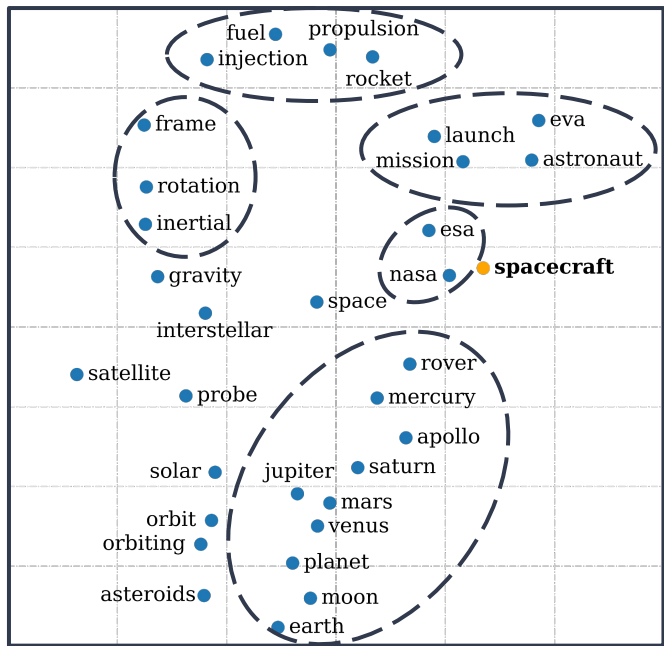 fuel
propulsion
injection
rocket
frame
eva
launch
mission
astronaut
rotation
inertial
esa
nasa
spacecraft
gravity
space
interstellar
satellite
rover
probe
mercury
apollo
solar
jupiter
saturn
mars
orbit
venus
orbiting
planet
asteroids
moon
earth